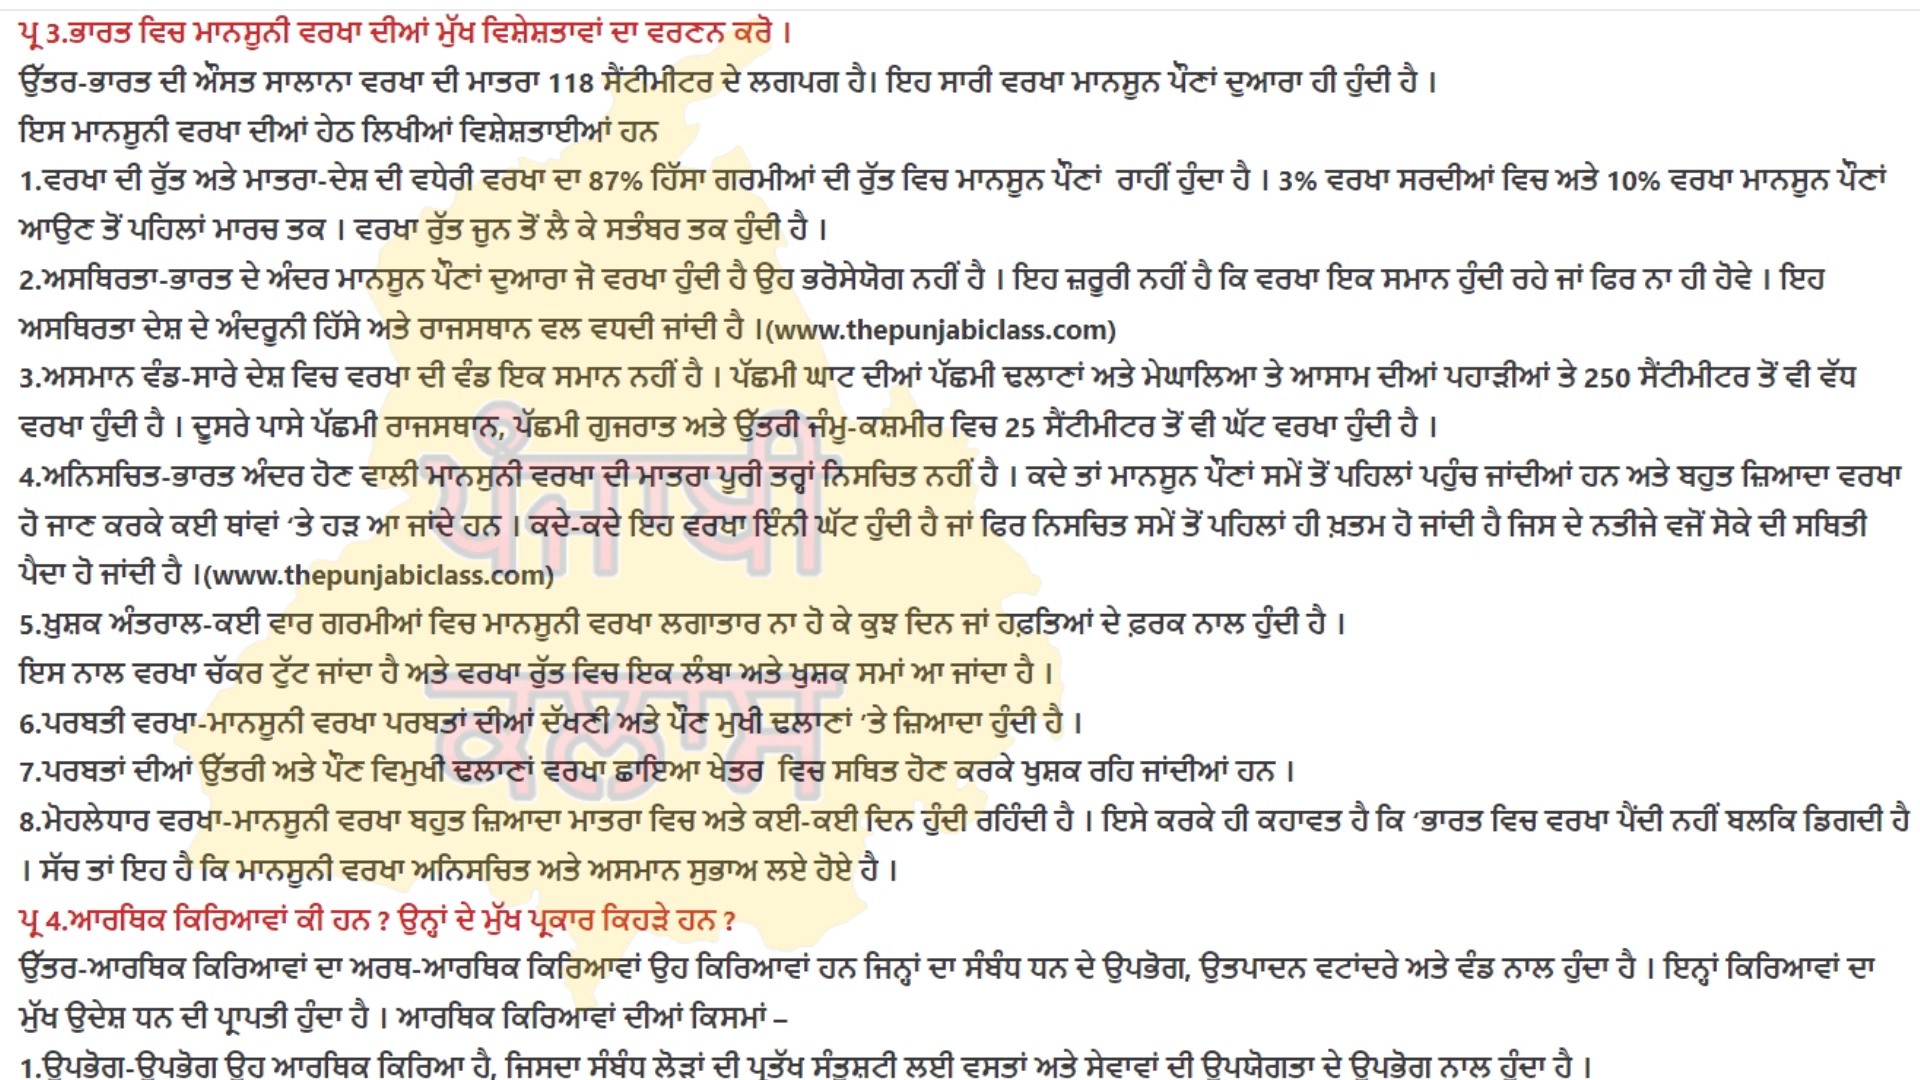 ਪ੍ਰ 3.ਭਾਰਤ ਵਿਚ ਮਾਨਸੂਨੀ ਵਰਖਾ ਦੀਆਂ ਮੁੱਖ ਵਿਸ਼ੇਸ਼ਤਾਵਾਂ ਦਾ ਵਰਣਨ ਕਰੋ ।
ਉੱਤਰ-ਭਾਰਤ ਦੀ ਔਸਤ ਸਾਲਾਨਾ ਵਰਖਾ ਦੀ ਮਾਤਰਾ 118 ਸੈਂਟੀਮੀਟਰ ਦੇ ਲਗਪਗ ਹੈ। ਇਹ ਸਾਰੀ ਵਰਖਾ ਮਾਨਸੂਨ ਪੌਣਾਂ ਦੁਆਰਾ ਹੀ ਹੁੰਦੀ ਹੈ ।
ਇਸ ਮਾਨਸੂਨੀ ਵਰਖਾ ਦੀਆਂ ਹੇਠ ਲਿਖੀਆਂ ਵਿਸ਼ੇਸ਼ਤਾਈਆਂ ਹਨ
1.ਵਰਖਾ ਦੀ ਰੁੱਤ ਅਤੇ ਮਾਤਰਾ-ਦੇਸ਼ ਦੀ ਵਧੇਰੀ ਵਰਖਾ ਦਾ 87% ਹਿੱਸਾ ਗਰਮੀਆਂ ਦੀ ਰੁੱਤ ਵਿਚ ਮਾਨਸੂਨ ਪੌਣਾਂ ਰਾਹੀਂ ਹੁੰਦਾ ਹੈ । 3% ਵਰਖਾ ਸਰਦੀਆਂ ਵਿਚ ਅਤੇ 10% ਵਰਖਾ ਮਾਨਸੂਨ ਪੌਣਾਂ
ਆਉਣ ਤੋਂ ਪਹਿਲਾਂ ਮਾਰਚ ਤਕ । ਵਰਖਾ ਰੁੱਤ ਜੂਨ ਤੋਂ ਲੈ ਕੇ ਸਤੰਬਰ ਤਕ ਹੁੰਦੀ ਹੈ ।
2.ਅਸਥਿਰਤਾ-ਭਾਰਤ ਦੇ ਅੰਦਰ ਮਾਨਸੂਨ ਪੌਣਾਂ ਦੁਆਰਾ ਜੋ ਵਰਖਾ ਹੁੰਦੀ ਹੈ ਉਹ ਭਰੋਸੇਯੋਗ ਨਹੀਂ ਹੈ । ਇਹ ਜ਼ਰੂਰੀ ਨਹੀਂ ਹੈ ਕਿ ਵਰਖਾ ਇਕ ਸਮਾਨ ਹੁੰਦੀ ਰਹੇ ਜਾਂ ਫਿਰ ਨਾ ਹੀ ਹੋਵੇ । ਇਹ
ਅਸਥਿਰਤਾ ਦੇਸ਼ ਦੇ ਅੰਦਰੂਨੀ ਹਿੱਸੇ ਅਤੇ ਰਾਜਸਥਾਨ ਵਲ ਵਧਦੀ ਜਾਂਦੀ ਹੈ ।(www.thepunjabiclass.com)
3.ਅਸਮਾਨ ਵੰਡ-ਸਾਰੇ ਦੇਸ਼ ਵਿਚ ਵਰਖਾ ਦੀ ਵੰਡ ਇਕ ਸਮਾਨ ਨਹੀਂ ਹੈ । ਪੱਛਮੀ ਘਾਟ ਦੀਆਂ ਪੱਛਮੀ ਢਲਾਣਾਂ ਅਤੇ ਮੇਘਾਲਿਆ ਤੇ ਆਸਾਮ ਦੀਆਂ ਪਹਾੜੀਆਂ ਤੇ 250 ਸੈਂਟੀਮੀਟਰ ਤੋਂ ਵੀ ਵੱਧ
ਵਰਖਾ ਹੁੰਦੀ ਹੈ । ਦੂਸਰੇ ਪਾਸੇ ਪੱਛਮੀ ਰਾਜਸਥਾਨ, ਪੱਛਮੀ ਗੁਜਰਾਤ ਅਤੇ ਉੱਤਰੀ ਜੰਮੂ-ਕਸ਼ਮੀਰ ਵਿਚ 25 ਸੈਂਟੀਮੀਟਰ ਤੋਂ ਵੀ ਘੱਟ ਵਰਖਾ ਹੁੰਦੀ ਹੈ ।
4.ਅਨਿਸਚਿਤ-ਭਾਰਤ ਅੰਦਰ ਹੋਣ ਵਾਲੀ ਮਾਨਸੂਨੀ ਵਰਖਾ ਦੀ ਮਾਤਰਾ ਪੂਰੀ ਤਰ੍ਹਾਂ ਨਿਸਚਿਤ ਨਹੀਂ ਹੈ । ਕਦੇ ਤਾਂ ਮਾਨਸੂਨ ਪੌਣਾਂ ਸਮੇਂ ਤੋਂ ਪਹਿਲਾਂ ਪਹੁੰਚ ਜਾਂਦੀਆਂ ਹਨ ਅਤੇ ਬਹੁਤ ਜ਼ਿਆਦਾ ਵਰਖਾ
ਹੋ ਜਾਣ ਕਰਕੇ ਕਈ ਥਾਂਵਾਂ ‘ਤੇ ਹੜ ਆ ਜਾਂਦੇ ਹਨ । ਕਦੇ-ਕਦੇ ਇਹ ਵਰਖਾ ਇੰਨੀ ਘੱਟ ਹੁੰਦੀ ਹੈ ਜਾਂ ਫਿਰ ਨਿਸਚਿਤ ਸਮੇਂ ਤੋਂ ਪਹਿਲਾਂ ਹੀ ਖ਼ਤਮ ਹੋ ਜਾਂਦੀ ਹੈ ਜਿਸ ਦੇ ਨਤੀਜੇ ਵਜੋਂ ਸੋਕੇ ਦੀ ਸਥਿਤੀ
ਪੈਦਾ ਹੋ ਜਾਂਦੀ ਹੈ ।(www.thepunjabiclass.com)
5.ਖ਼ੁਸ਼ਕ ਅੰਤਰਾਲ-ਕਈ ਵਾਰ ਗਰਮੀਆਂ ਵਿਚ ਮਾਨਸੂਨੀ ਵਰਖਾ ਲਗਾਤਾਰ ਨਾ ਹੋ ਕੇ ਕੁਝ ਦਿਨ ਜਾਂ ਹਫ਼ਤਿਆਂ ਦੇ ਫ਼ਰਕ ਨਾਲ ਹੁੰਦੀ ਹੈ ।
ਇਸ ਨਾਲ ਵਰਖਾ ਚੱਕਰ ਟੁੱਟ ਜਾਂਦਾ ਹੈ ਅਤੇ ਵਰਖਾ ਰੁੱਤ ਵਿਚ ਇਕ ਲੰਬਾ ਅਤੇ ਖੁਸ਼ਕ ਸਮਾਂ ਆ ਜਾਂਦਾ ਹੈ ।
6.ਪਰਬਤੀ ਵਰਖਾ-ਮਾਨਸੂਨੀ ਵਰਖਾ ਪਰਬਤਾਂ ਦੀਆਂ ਦੱਖਣੀ ਅਤੇ ਪੌਣ ਮੁਖੀ ਢਲਾਣਾਂ ‘ਤੇ ਜ਼ਿਆਦਾ ਹੁੰਦੀ ਹੈ ।
7.ਪਰਬਤਾਂ ਦੀਆਂ ਉੱਤਰੀ ਅਤੇ ਪੌਣ ਵਿਮੁਖੀ ਢਲਾਣਾਂ ਵਰਖਾ ਛਾਇਆ ਖੇਤਰ ਵਿਚ ਸਥਿਤ ਹੋਣ ਕਰਕੇ ਖੁਸ਼ਕ ਰਹਿ ਜਾਂਦੀਆਂ ਹਨ ।
8.ਮੋਹਲੇਧਾਰ ਵਰਖਾ-ਮਾਨਸੂਨੀ ਵਰਖਾ ਬਹੁਤ ਜ਼ਿਆਦਾ ਮਾਤਰਾ ਵਿਚ ਅਤੇ ਕਈ-ਕਈ ਦਿਨ ਹੁੰਦੀ ਰਹਿੰਦੀ ਹੈ । ਇਸੇ ਕਰਕੇ ਹੀ ਕਹਾਵਤ ਹੈ ਕਿ ‘ਭਾਰਤ ਵਿਚ ਵਰਖਾ ਪੈਂਦੀ ਨਹੀਂ ਬਲਕਿ ਡਿਗਦੀ ਹੈ
। ਸੱਚ ਤਾਂ ਇਹ ਹੈ ਕਿ ਮਾਨਸੂਨੀ ਵਰਖਾ ਅਨਿਸਚਿਤ ਅਤੇ ਅਸਮਾਨ ਸੁਭਾਅ ਲਏ ਹੋਏ ਹੈ ।
ਪ੍ਰ 4.ਆਰਥਿਕ ਕਿਰਿਆਵਾਂ ਕੀ ਹਨ ? ਉਨ੍ਹਾਂ ਦੇ ਮੁੱਖ ਪ੍ਰਕਾਰ ਕਿਹੜੇ ਹਨ ?
ਉੱਤਰ-ਆਰਥਿਕ ਕਿਰਿਆਵਾਂ ਦਾ ਅਰਥ-ਆਰਥਿਕ ਕਿਰਿਆਵਾਂ ਉਹ ਕਿਰਿਆਵਾਂ ਹਨ ਜਿਨ੍ਹਾਂ ਦਾ ਸੰਬੰਧ ਧਨ ਦੇ ਉਪਭੋਗ, ਉਤਪਾਦਨ ਵਟਾਂਦਰੇ ਅਤੇ ਵੰਡ ਨਾਲ ਹੁੰਦਾ ਹੈ । ਇਨ੍ਹਾਂ ਕਿਰਿਆਵਾਂ ਦਾ
ਮੁੱਖ ਉਦੇਸ਼ ਧਨ ਦੀ ਪ੍ਰਾਪਤੀ ਹੁੰਦਾ ਹੈ । ਆਰਥਿਕ ਕਿਰਿਆਵਾਂ ਦੀਆਂ ਕਿਸਮਾਂ –
1.ਉਪਭੋਗ-ਉਪਭੋਗ ਉਹ ਆਰਥਿਕ ਕਿਰਿਆ ਹੈ, ਜਿਸਦਾ ਸੰਬੰਧ ਲੋੜਾਂ ਦੀ ਪ੍ਰਤੱਖ ਸੰਤੁਸ਼ਟੀ ਲਈ ਵਸਤਾਂ ਅਤੇ ਸੇਵਾਵਾਂ ਦੀ ਉਪਯੋਗਤਾ ਦੇ ਉਪਭੋਗ ਨਾਲ ਹੁੰਦਾ ਹੈ ।
ਪੰਜਾਬੀ
ਕਲਾਸ